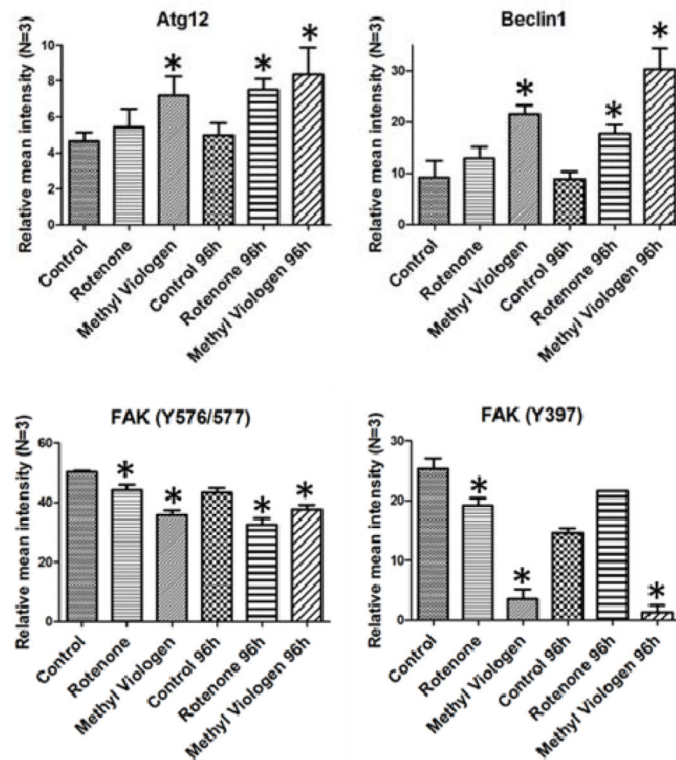 Atg12
Relative mean intensity (N=3)
10
8
6
4
2
0
*
*
*
Control
Rotenone
Methyl Viologen
Control 96h
Rotenone 96h
Methyl Viologen 96h
Beclin1
Relative mean intensity (N=3)
30
20
10
0
*
*
*
Control
Rotenone
Methyl Viologen
Control 96h
Rotenone 96h
Methyl Viologen 96h
FAK (Y576/577)
Relative mean intensity (N=3)
60
40
20
0
*
*
*
*
Control
Rotenone
Methyl Viologen
Control 96h
Rotenone 96h
Methyl Viologen 96h
FAK (Y397)
Relative mean intensity (N=3)
30
20
10
0
*
*
*
Control
Rotenone
Methyl Viologen
Control 96h
Rotenone 96h
Methyl Viologen 96h